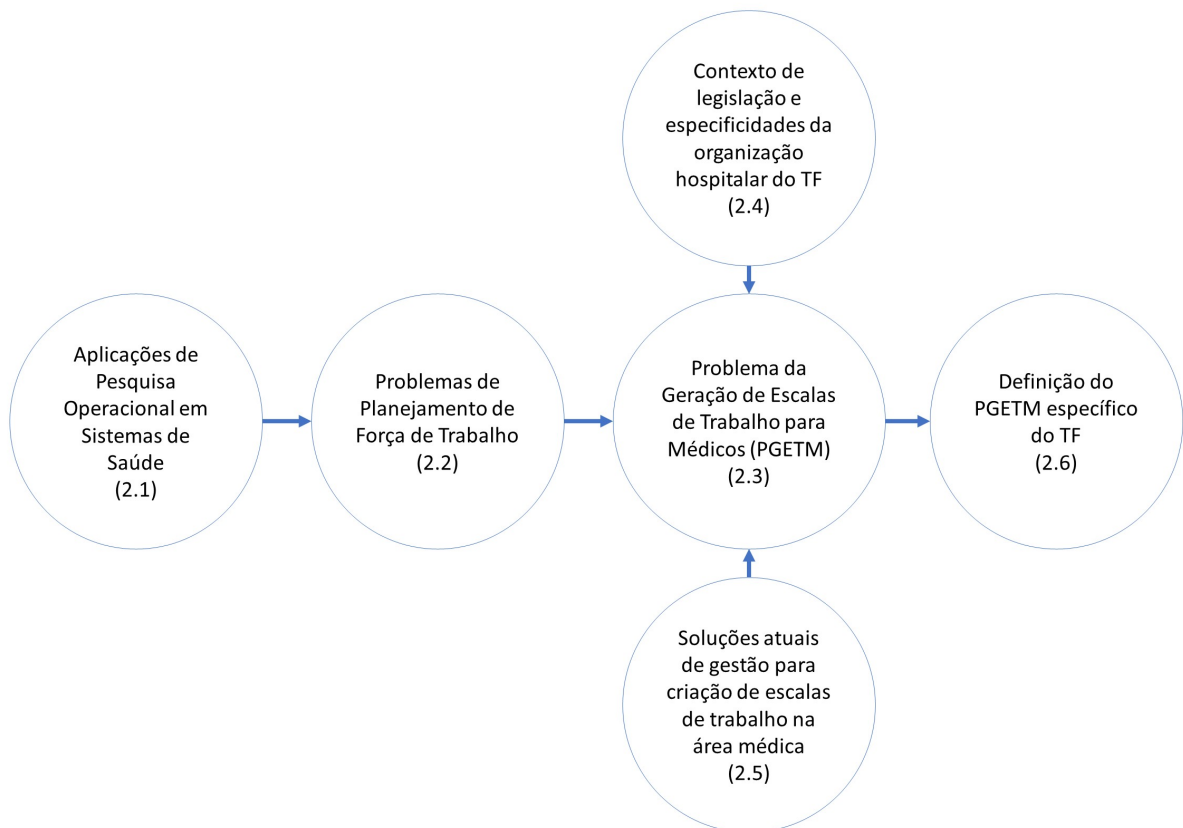 Contexto de
legislação e
especificidades da
organização
hospitalar do TF
(2.4)
Aplicações de
Pesquisa
Operacional em
Sistemas de
Saúde
(2.1)
Problemas de
Planejamento de
Força de Trabalho
(2.2)
Problema da
Geração de Escalas
de Trabalho para
Médicos (PGETM)
(2.3)
Definição do
PGETM específico
do TF
(2.6)
Soluções atuais
de gestão para
criação de escalas
de trabalho na
área médica
(2.5)